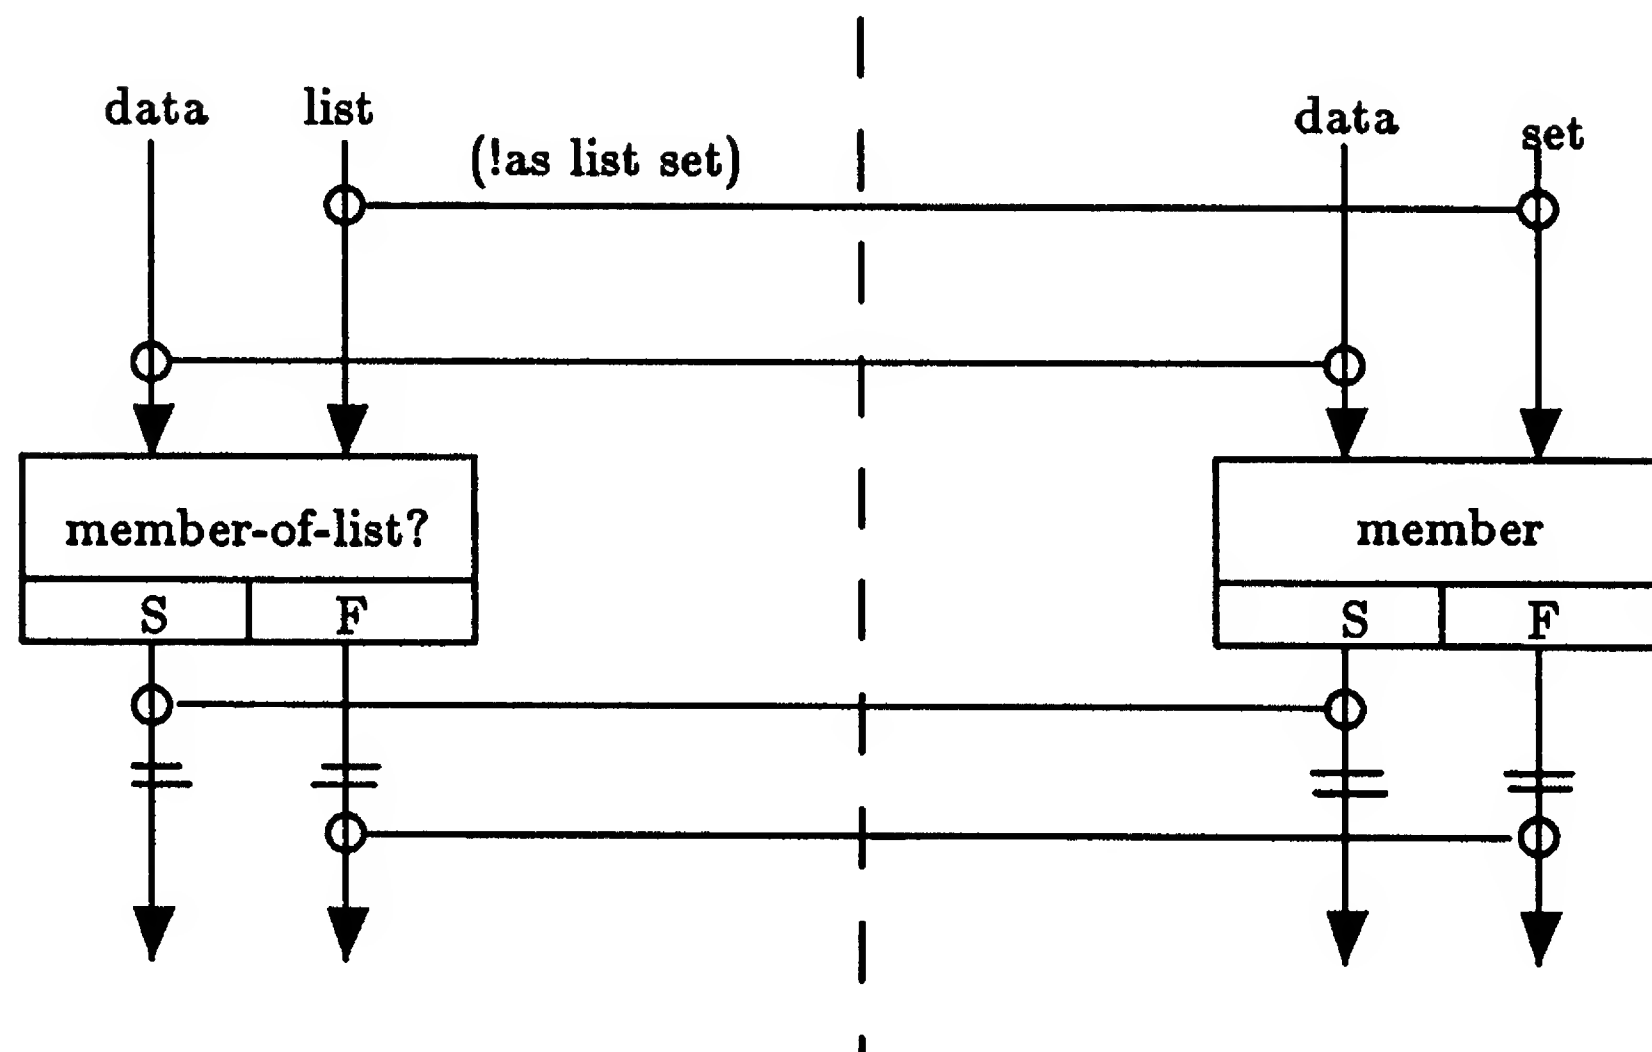 data list
(!as list set)
data set
member-of-list?
S F
member
S F